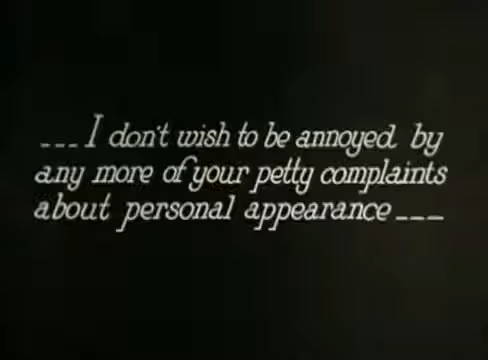 ---I don't wish to be annoyed by
any more of your petty complaints
about personal appearance---